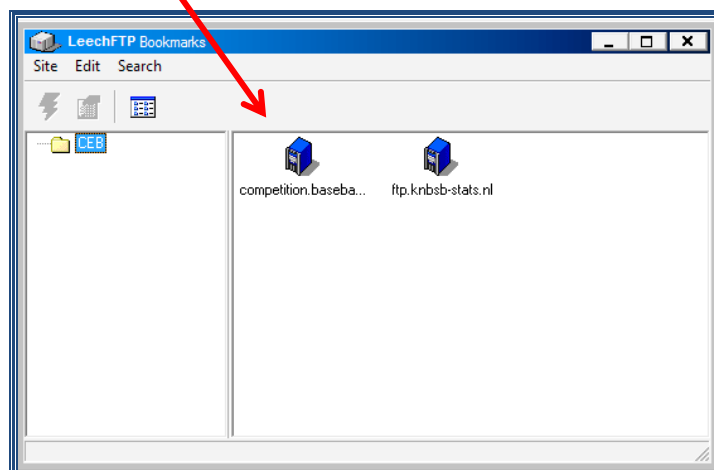 LeechFTP Bookmarks
Site Edit Search
CEB
competition.baseba... ftp.knbsb-stats.nl